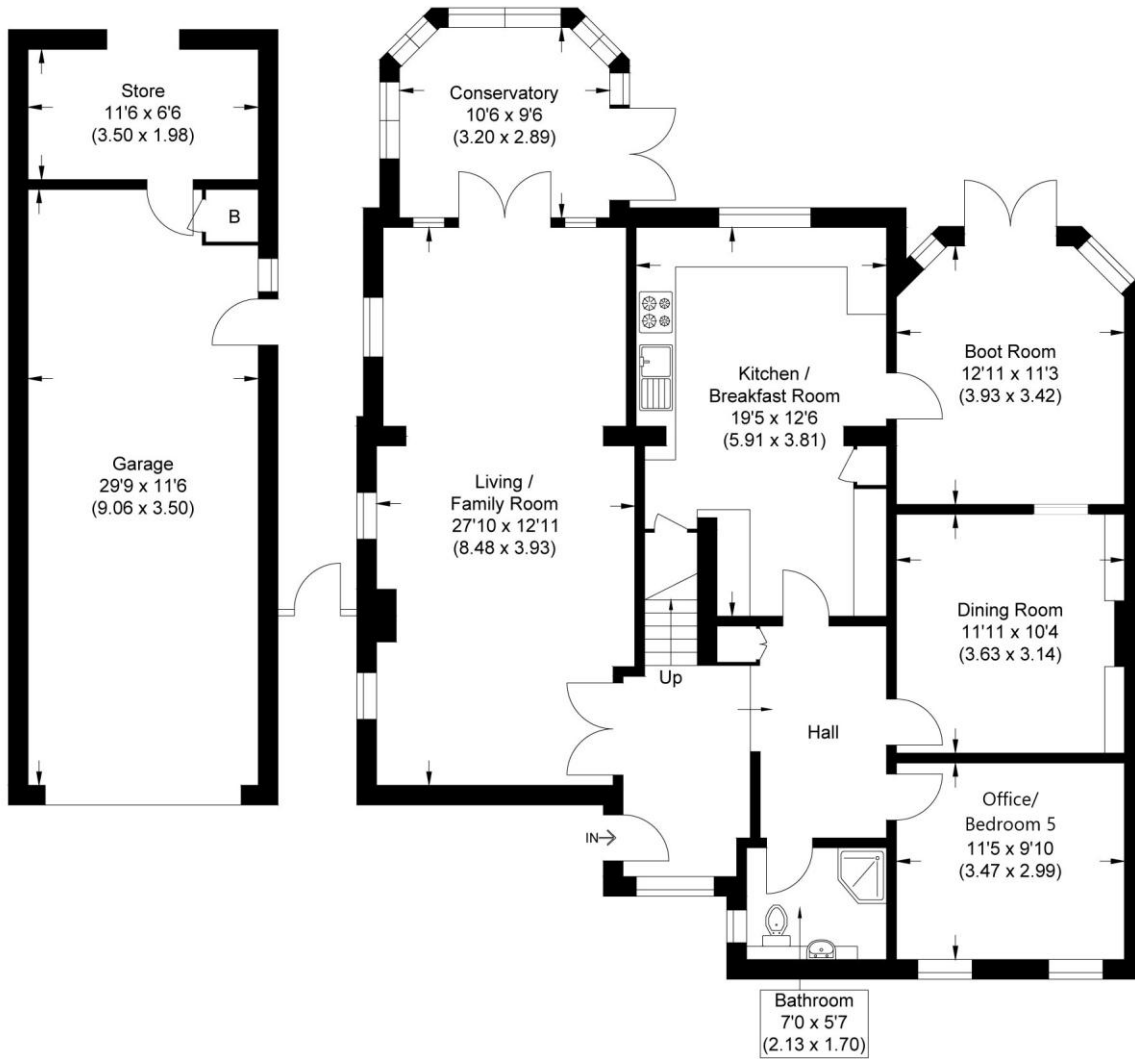 Store
11'6 x 6'6
(3.50 x 1.98)
Conservatory
10'6 x 9'6
(3.20 x 2.89)
B
Boot Room
12'11 x 11'3
(3.93 x 3.42)
Kitchen /
Breakfast Room
19'5 x 12'6
(5.91 x 3.81)
Garage
29'9 x 11'6
(9.06 x 3.50)
Living /
Family Room
27'10 x 12'11
(8.48 x 3.93)
Dining Room
11'11 x 10'4
(3.63 x 3.14)
Up
Hall
Office/
Bedroom 5
11'5 x 9'10
(3.47 x 2.99)
IN
Bathroom
7'0 x 5'7
(2.13 x 1.70)